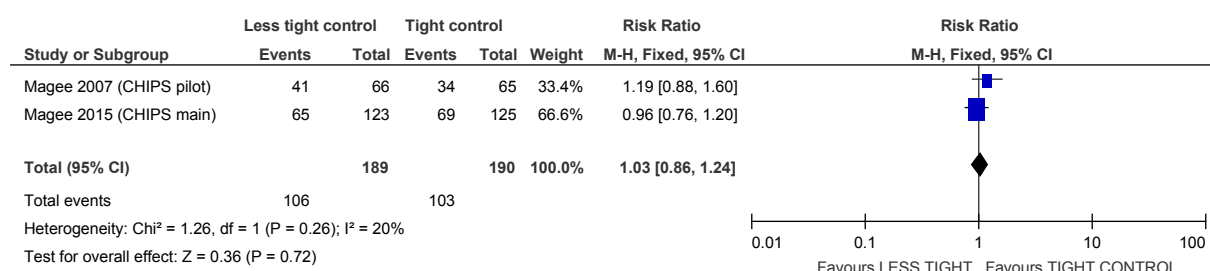 Less tight control Tight control Risk Ratio Risk Ratio
Study or Subgroup Events Total Events Total Weight M-H, Fixed, 95% CI M-H, Fixed, 95% CI
Magee 2007 (CHIPS pilot) 41 66 34 65 33.4% 1.19 [0.88, 1.60]
Magee 2015 (CHIPS main) 65 123 69 125 66.6% 0.96 [0.76, 1.20]
Total (95% CI) 189 190 100.0% 1.03 [0.86, 1.24]
Total events 106 103
Heterogeneity: Chi² = 1.26, df = 1 (P = 0.26); I² = 20%
Test for overall effect: Z = 0.36 (P = 0.72)
0.01 0.1 1 10 100
Favours LESS TIGHT Favours TIGHT CONTROL